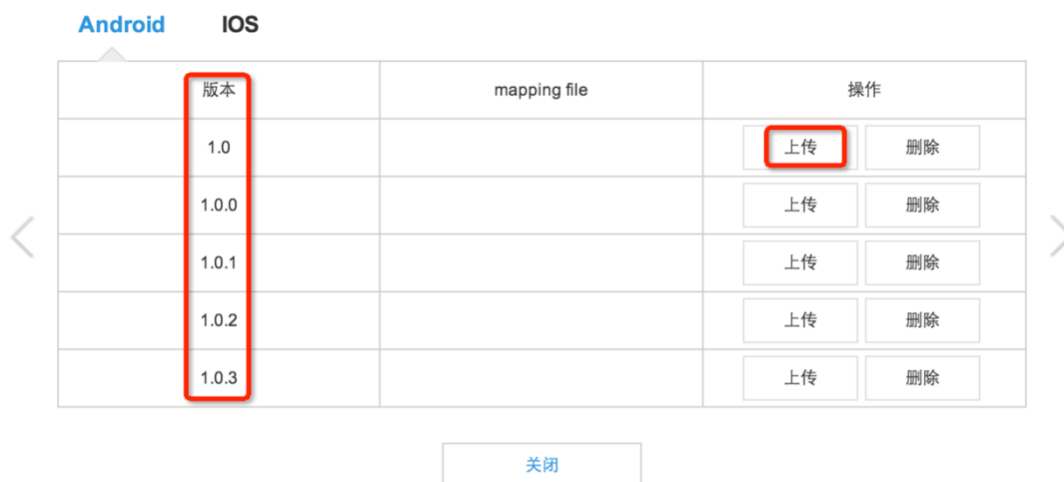 Android IOS
版本 mapping file 操作
1.0 上传 删除
1.0.0 上传 删除
1.0.1 上传 删除
1.0.2 上传 删除
1.0.3 上传 删除
关闭